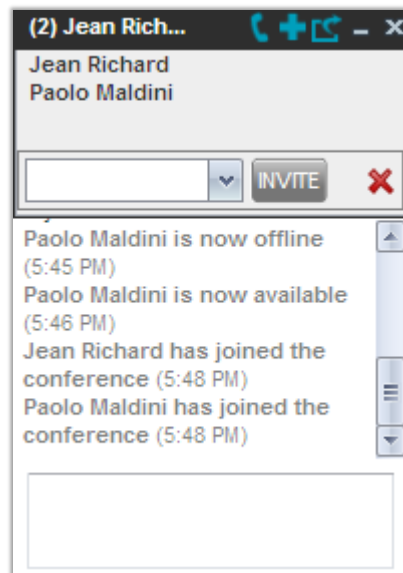 (2) Jean Rich...
Jean Richard
Paolo Maldini
INVITE
Paolo Maldini is now offline
(5:45 PM)
Paolo Maldini is now available
(5:46 PM)
Jean Richard has joined the
conference (5:48 PM)
Paolo Maldini has joined the
conference (5:48 PM)